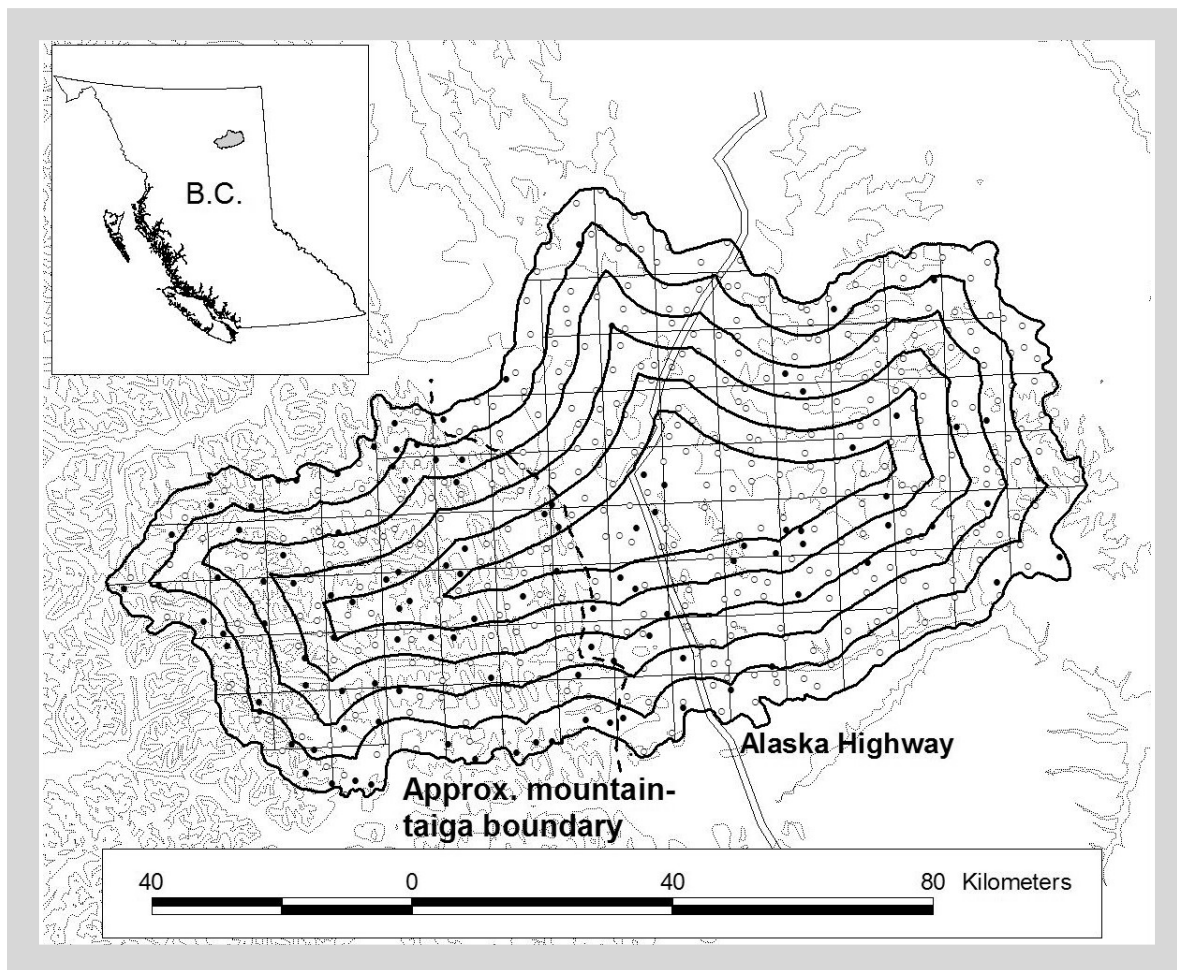 B.C.
Alaska Highway
Approx. mountain-
taiga boundary
40 0 40 80 Kilometers